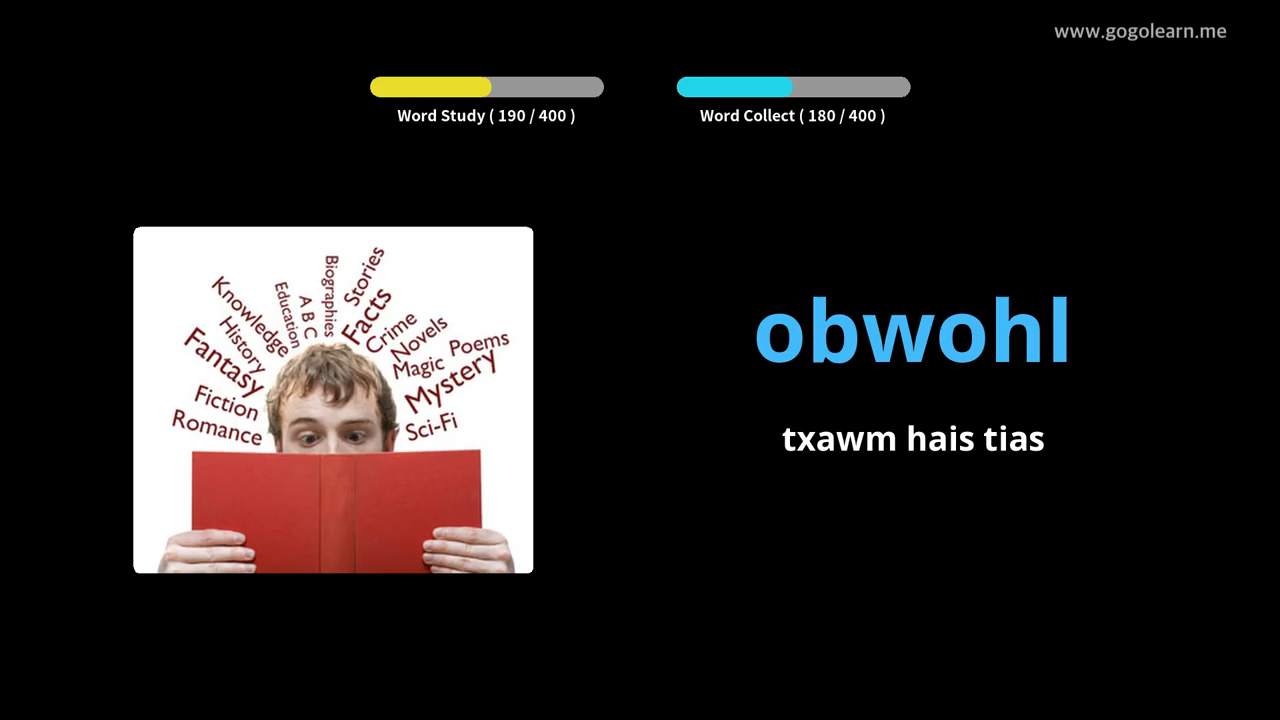 www.gogolearn.me
Word Study ( 190 / 400 )
Word Collect ( 180 / 400 )
Biographies
Stories
Education
A B C
Facts
Knowledge
Crime
History
Novels
Fantasy
Magic
Poems
Mystery
Fiction
Romance
Sci-Fi
obwohl
txawm hais tias